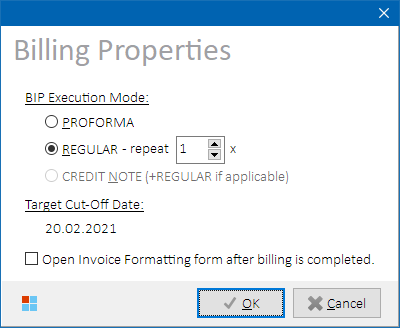 Billing Properties
BIP Execution Mode:
PROFORMA
REGULAR - repeat 1 x
CREDIT NOTE (+REGULAR if applicable)
Target Cut-Off Date:
20.02.2021
Open Invoice Formatting form after billing is completed.
OK Cancel